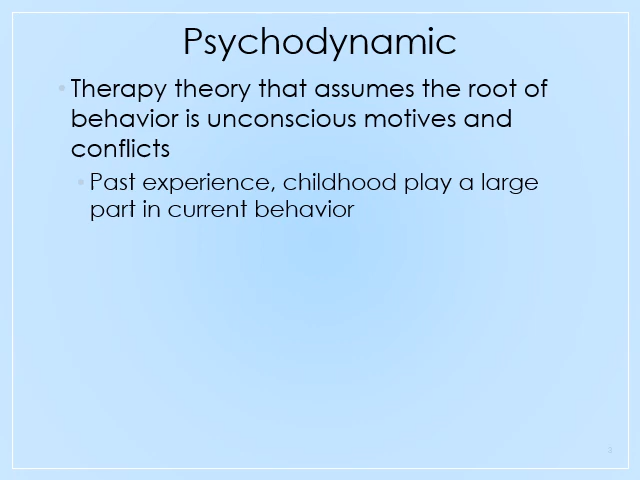 Psychodynamic
• Therapy theory that assumes the root of
behavior is unconscious motives and
conflicts
• Past experience, childhood play a large
part in current behavior